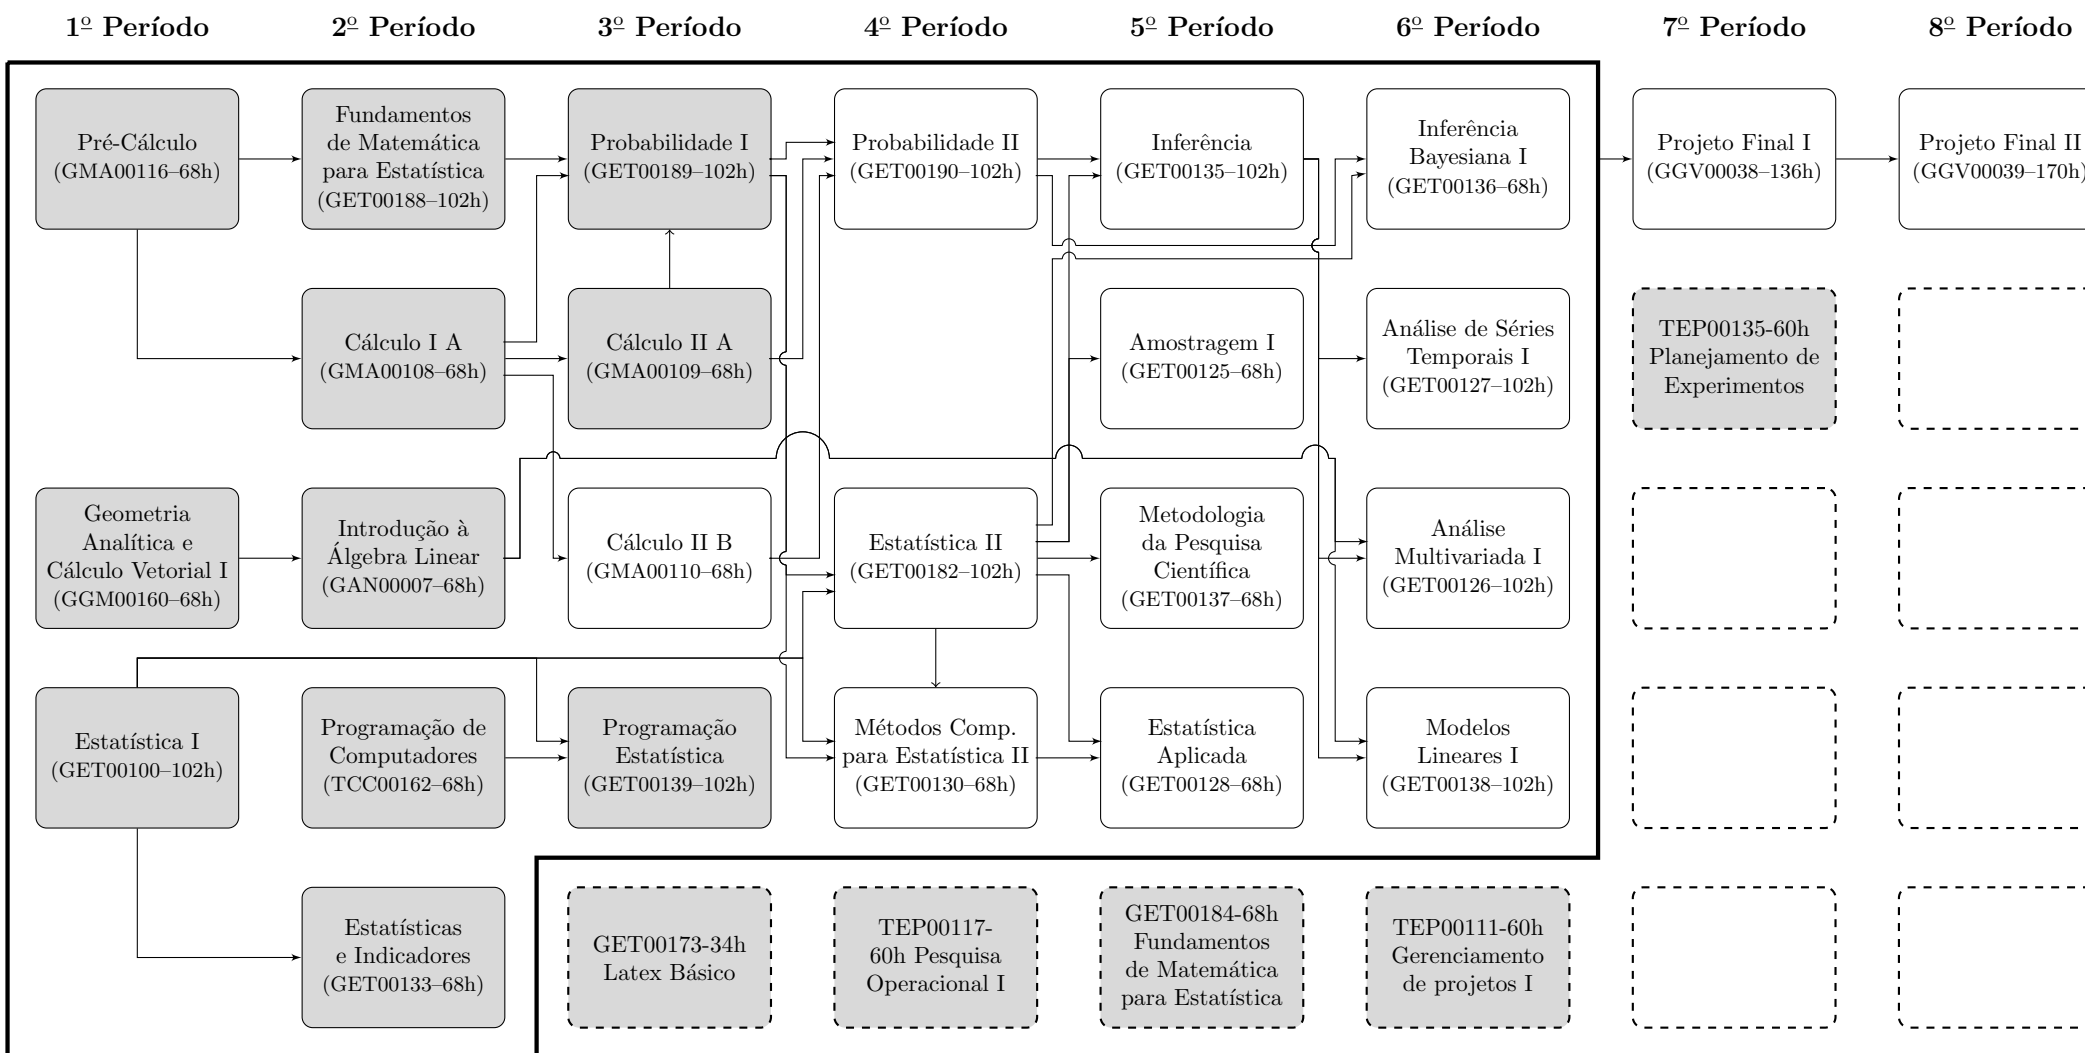 1º Período
2º Período
3º Período
4º Período
5º Período
6º Período
7º Período
8º Período
Pré-Cálculo
(GMA00116–68h)
Fundamentos
de Matemática
para Estatística
(GET00188–102h)
Probabilidade I
(GET00189–102h)
Probabilidade II
(GET00190–102h)
Inferência
(GET00135–102h)
Inferência
Bayesiana I
(GET00136–68h)
Projeto Final I
(GGV00038–136h)
Projeto Final II
(GGV00039–170h)
Cálculo I A
(GMA00108–68h)
Cálculo II A
(GMA00109–68h)
Amostragem I
(GET00125–68h)
Análise de Séries
Temporais I
(GET00127–102h)
TEP00135-60h
Planejamento de
Experimentos
Geometria
Analítica e
Cálculo Vetorial I
(GGM00160–68h)
Introdução à
Álgebra Linear
(GAN00007–68h)
Cálculo II B
(GMA00110–68h)
Estatística II
(GET00182–102h)
Metodologia
da Pesquisa
Científica
(GET00137–68h)
Análise
Multivariada I
(GET00126–102h)
Estatística I
(GET00100–102h)
Programação de
Computadores
(TCC00162–68h)
Programação
Estatística
(GET00139–102h)
Métodos Comp.
para Estatística II
(GET00130–68h)
Estatística
Aplicada
(GET00128–68h)
Modelos
Lineares I
(GET00138–102h)
Estatísticas
e Indicadores
(GET00133–68h)
GET00173-34h
Latex Básico
TEP00117-
60h Pesquisa
Operacional I
GET00184-68h
Fundamentos
de Matemática
para Estatística
TEP00111-60h
Gerenciamento
de projetos I